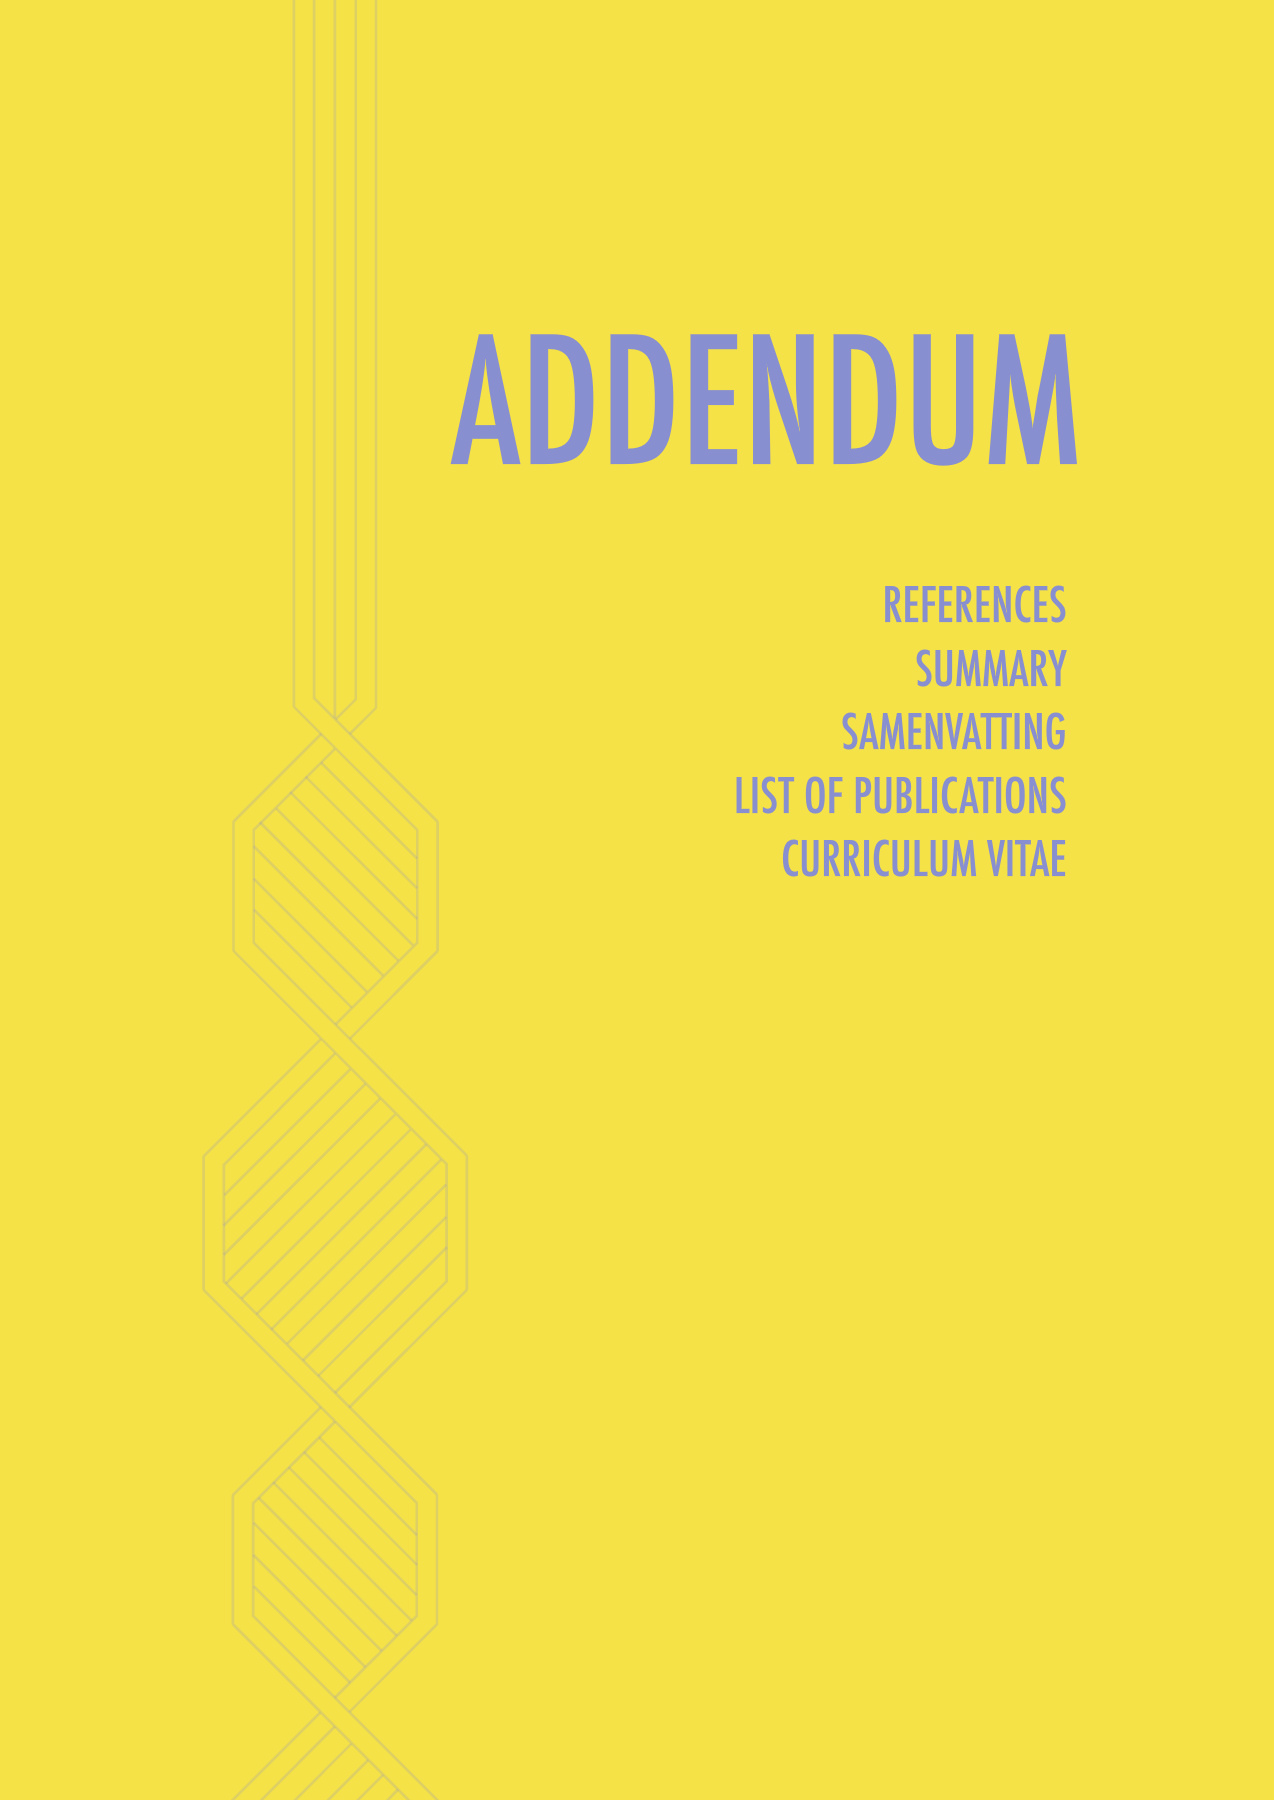 ADDENDUM
REFERENCES
SUMMARY
SAMENVATTING
LIST OF PUBLICATIONS
CURRICULUM VITAE